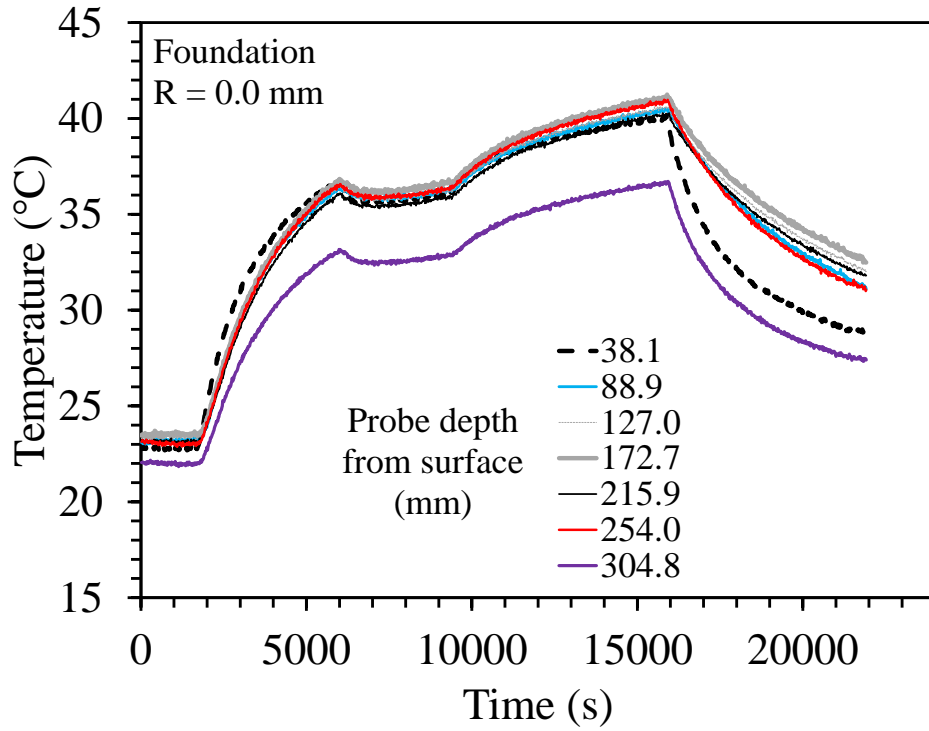 Foundation
R = 0.0 mm
Temperature (°C)
45
40
35
30
25
20
15
0
5000
10000
15000
20000
Time (s)
Probe depth
from surface
(mm)
38.1
88.9
127.0
172.7
215.9
254.0
304.8